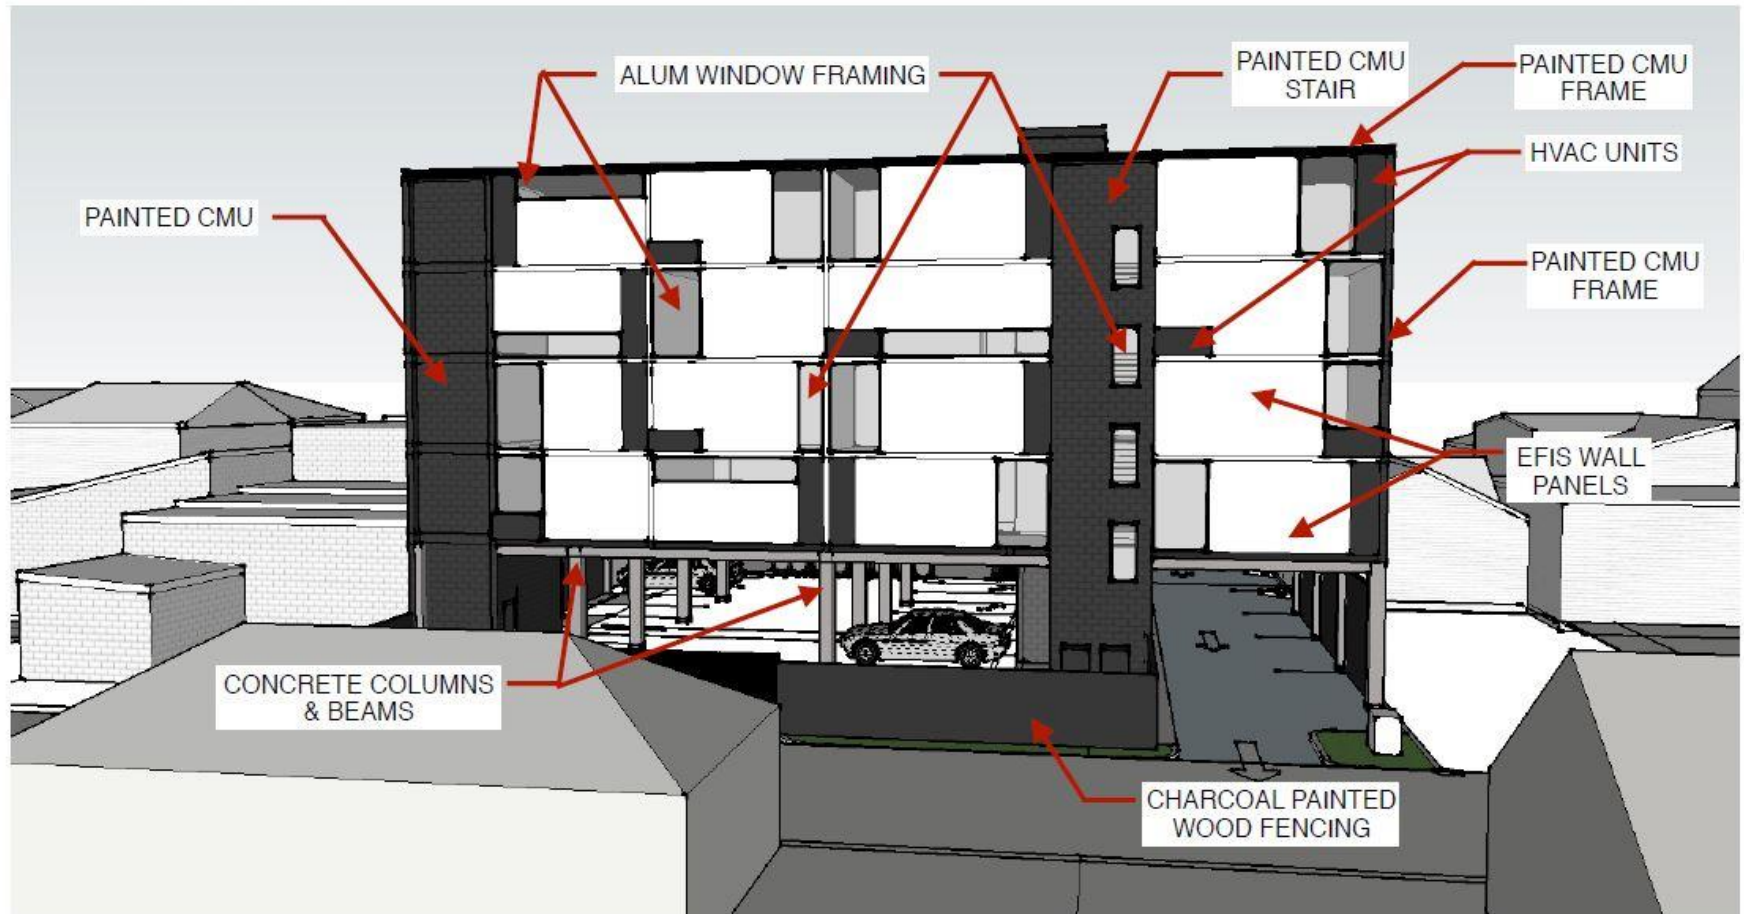 ALUM WINDOW FRAMING
PAINTED CMU
STAIR
PAINTED CMU
FRAME
HVAC UNITS
PAINTED CMU
PAINTED CMU
FRAME
EFIS WALL
PANELS
CONCRETE COLUMNS
& BEAMS
CHARCOAL PAINTED
WOOD FENCING